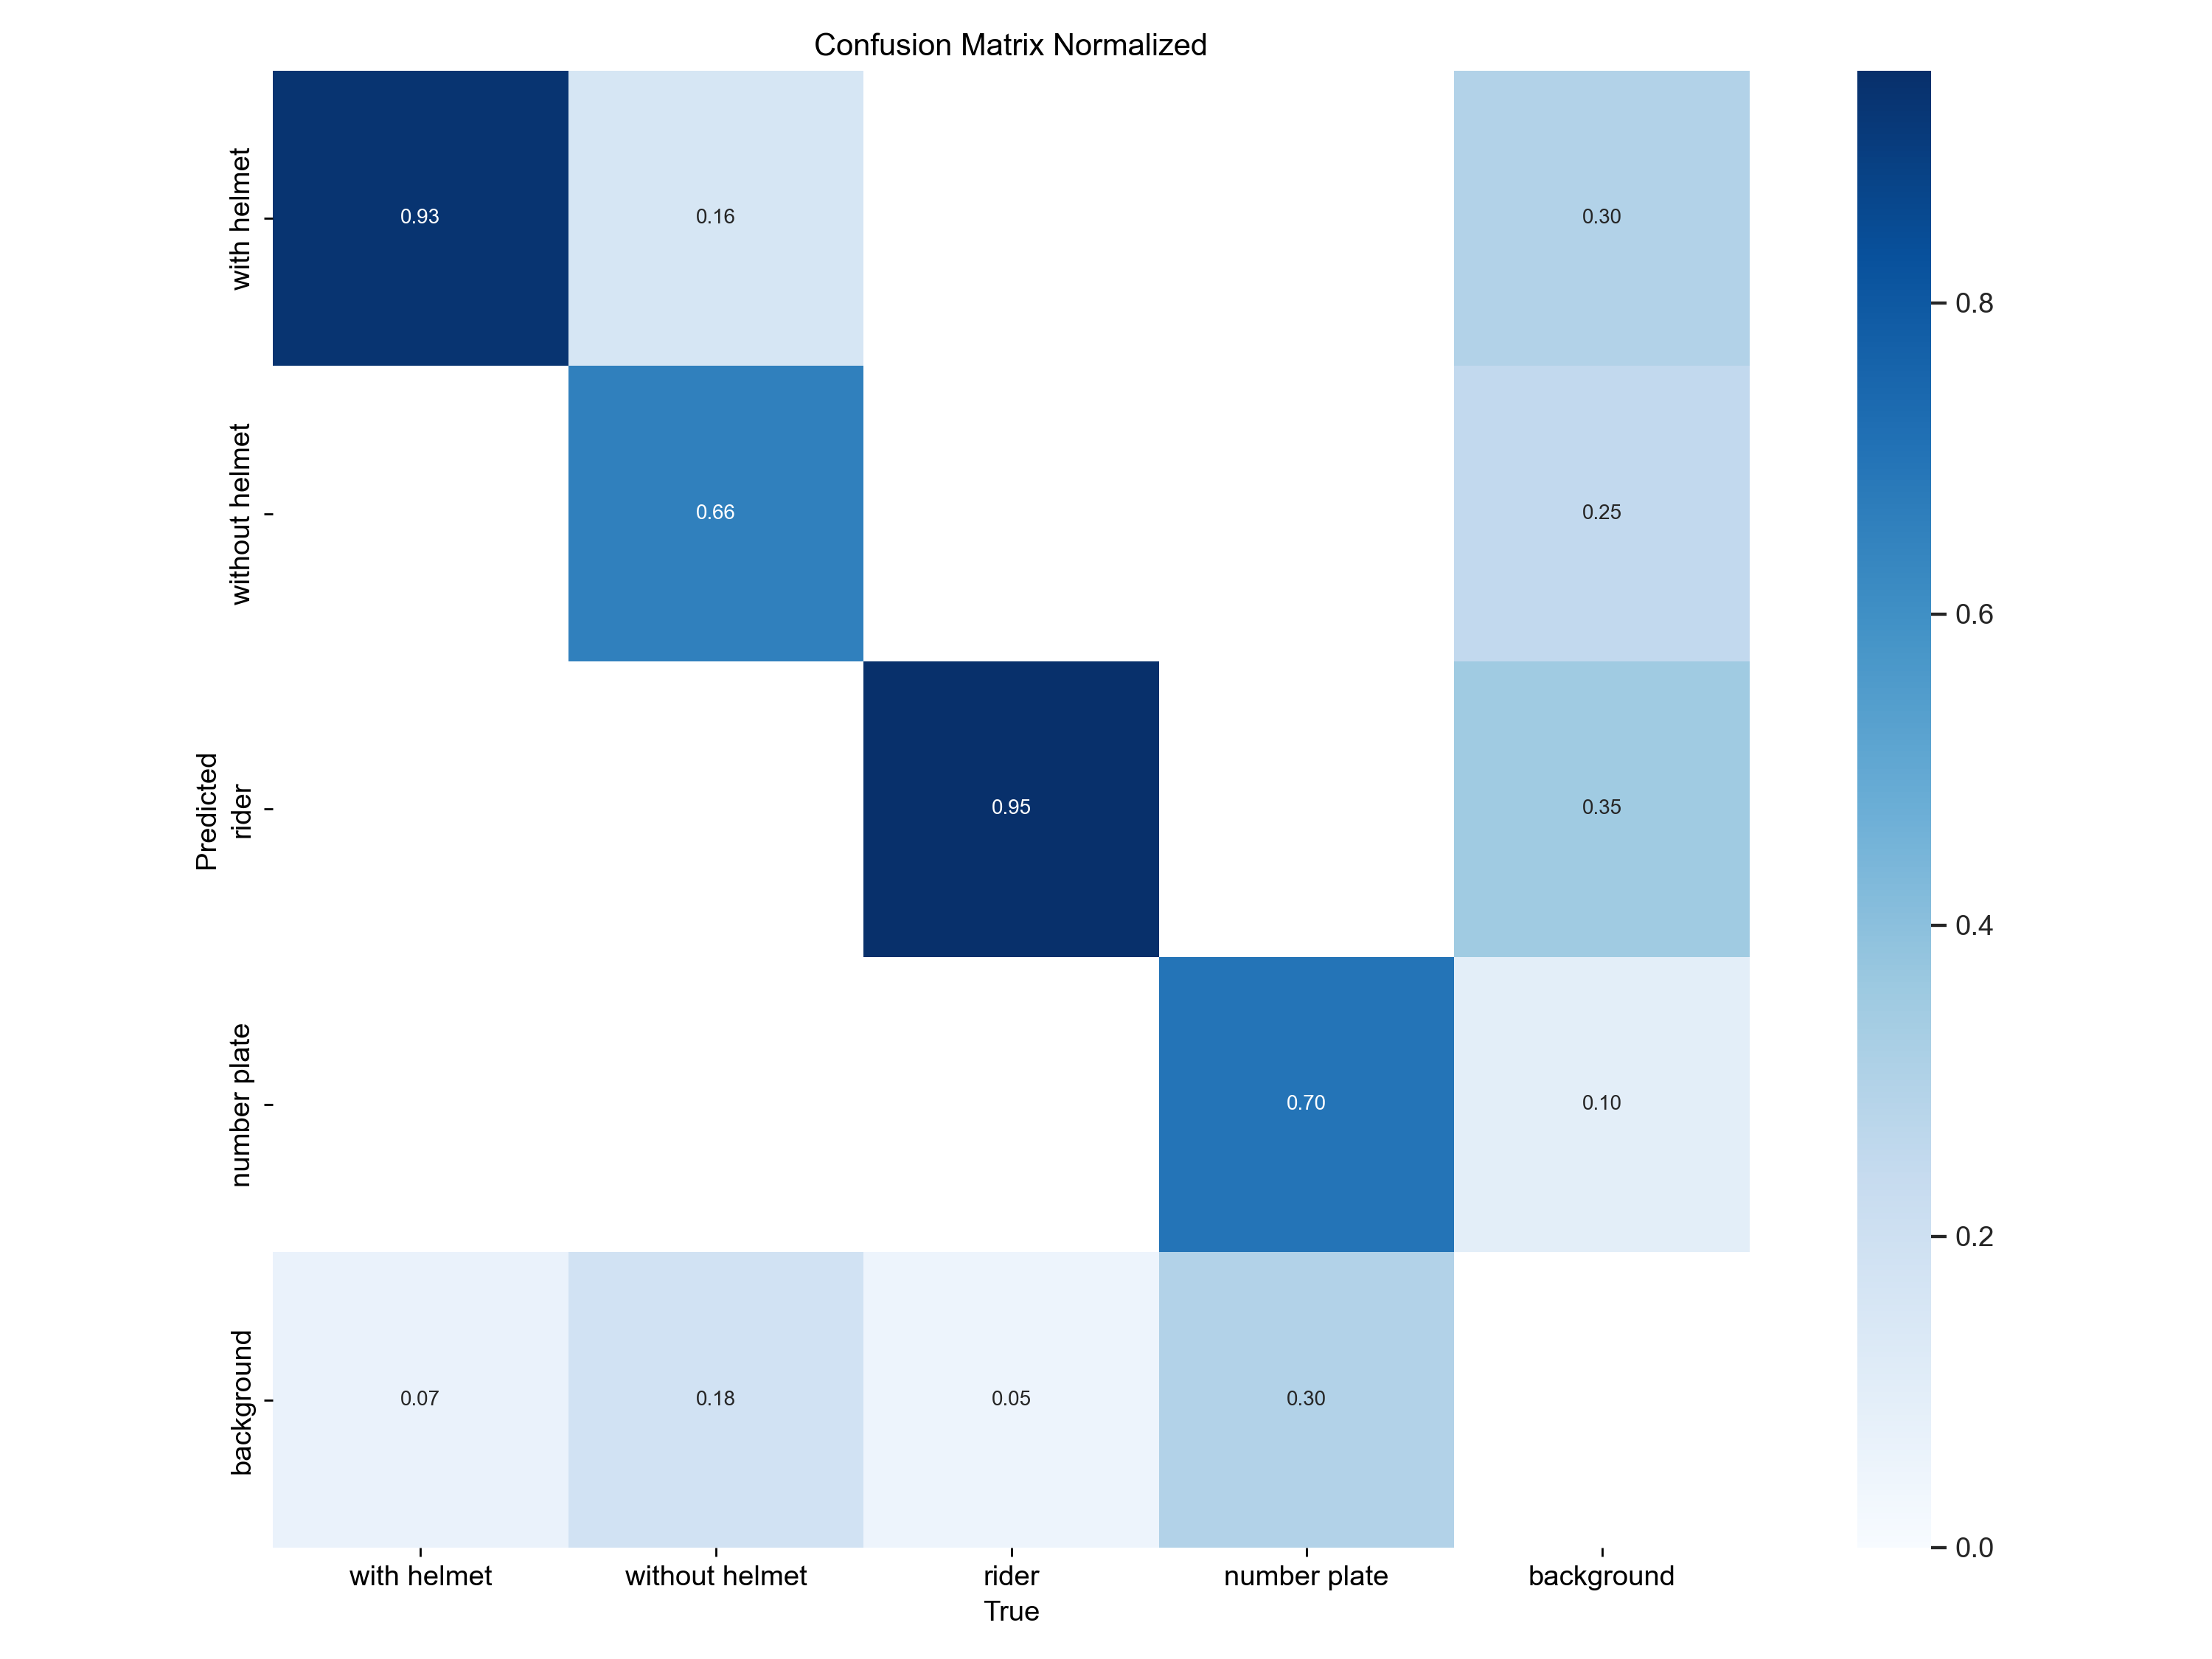 Confusion Matrix Normalized
with helmet
0.93
0.16
0.30
without helmet
0.66
0.25
Predicted
rider
0.95
0.35
number plate
0.70
0.10
background
0.07
0.18
0.05
0.30
with helmet
without helmet
rider
number plate
background
True
0.8
0.6
0.4
0.2
0.0